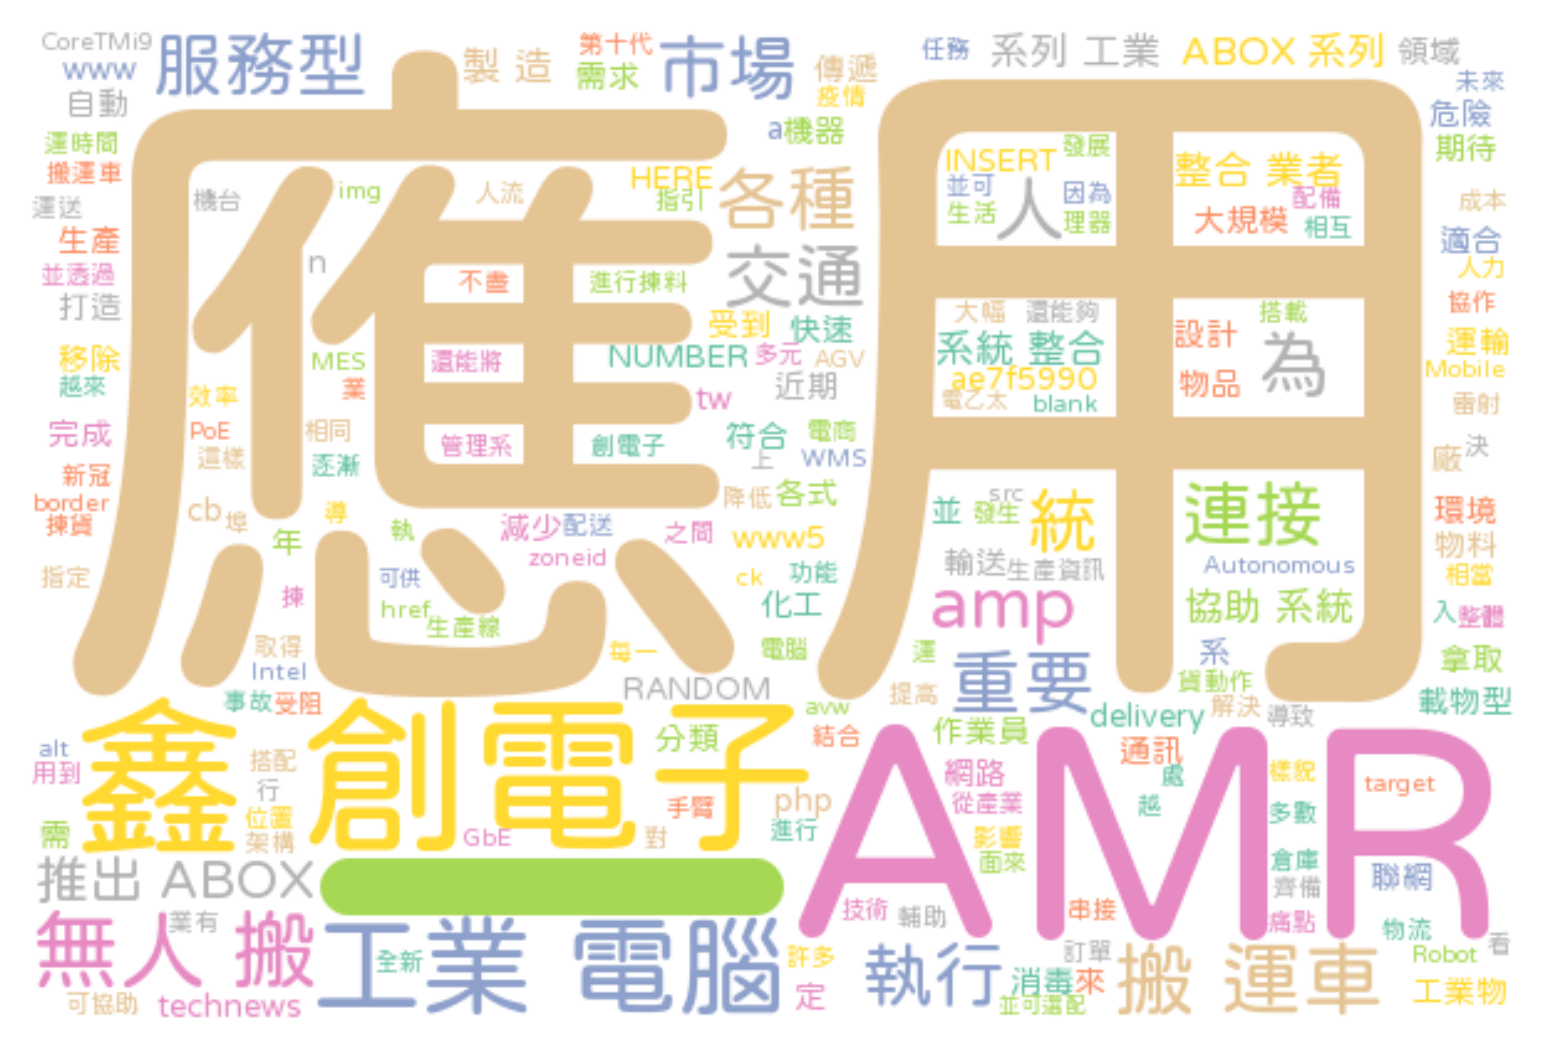 CoreTMi9 服務型 製 造 第十代 市場 傳遞 任務 系列 工業 ABOX 系列 領域
www 需求 疫情 未來
自動 a機器 危險
運時間 HERE INSERT 發展 整合 業者 期待
搬運車 機台 img 人流 指引 各種 並可 人 因為 配備
運送 生活 理器 大規模 相互 成本
生產 n 交通 適合
並透過 不盡 進行揀料 人力
打造 受到 快速 大幅 還能夠 搭載 協作
移除 MES 還能將 NUMBER 多元 AGV 系統 整合 設計 為 運輸
越來 效率 業 tw 近期 ae7f5990 物品 Mobile
電乙太 blank 雷射
完成 PoE 相同 管理系 創電子 符合 電商 決
這樣 逐漸 上 WMS 廠
新冠 降低 各式 src 統 連接
border cb 埠 導 並 發生 環境
揀貨 年 執 減少 配送 之間 www5 物料
指定 zoneid ck 功能 輸送 生產資訊 Autonomous 相當
揀 可供 href 化工 amp 協助 系統 入 整體
生產線
取得 每一 電腦 運 重要 系 拿取
Intel RANDOM 提高 貨動作
事故 受阻 avw delivery 解決 導致 載物型
鑫 創電子 分類 結合 作業員 AMR 通訊
alt 搭配 網路 處 樣貌 target
用到 行 手臂 php 從產業 越 多數
需 位置 GbE 對 進行 影響
架構 面來 倉庫
推出 ABOX 齊備 聯網
無人 搬 業有 技術 輔助 串接 痛點 物流
工業 電腦 全新 許多 執行 訂單 搬 運車 Robot 看
可協助 technews 定 消毒 來 工業物
並可選配
應用